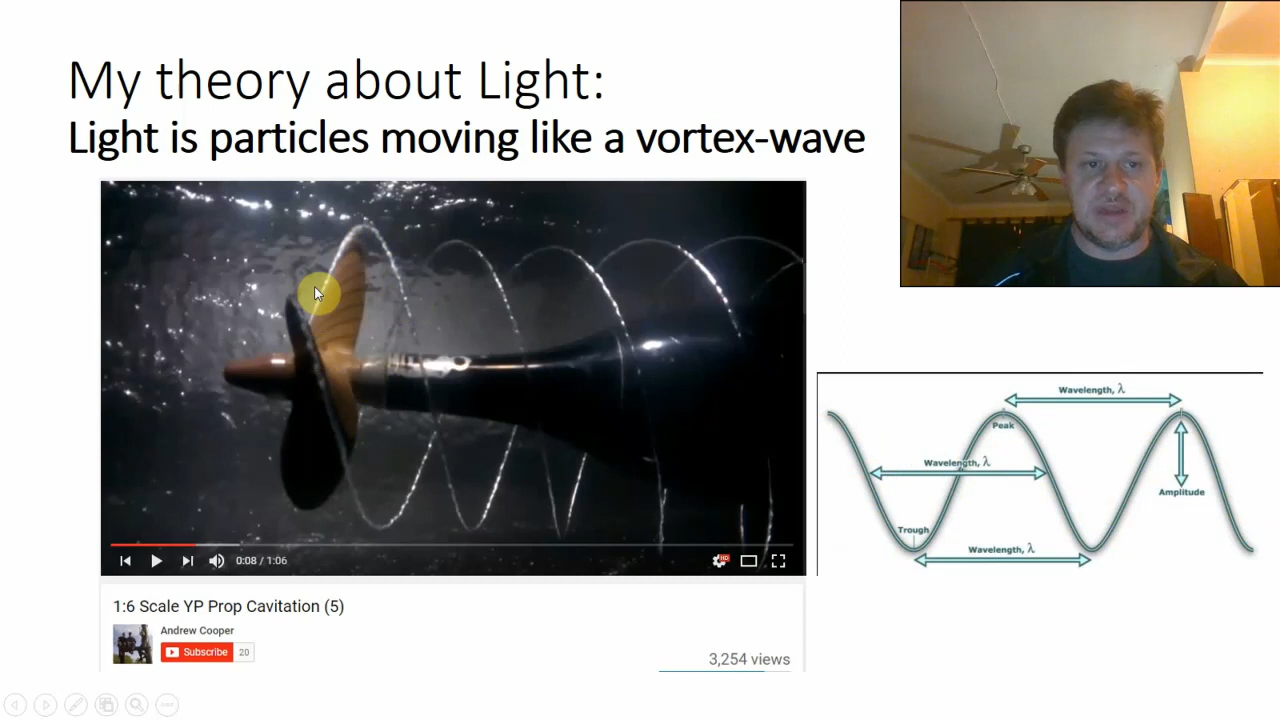 My theory about Light:
Light is particles moving like a vortex-wave
0:08 / 1:06
HD
1:6 Scale YP Prop Cavitation (5)
Andrew Cooper
Subscribe 20
3,254 views
Wavelength, λ
Peak
Wavelength, λ
Amplitude
Trough
Wavelength, λ